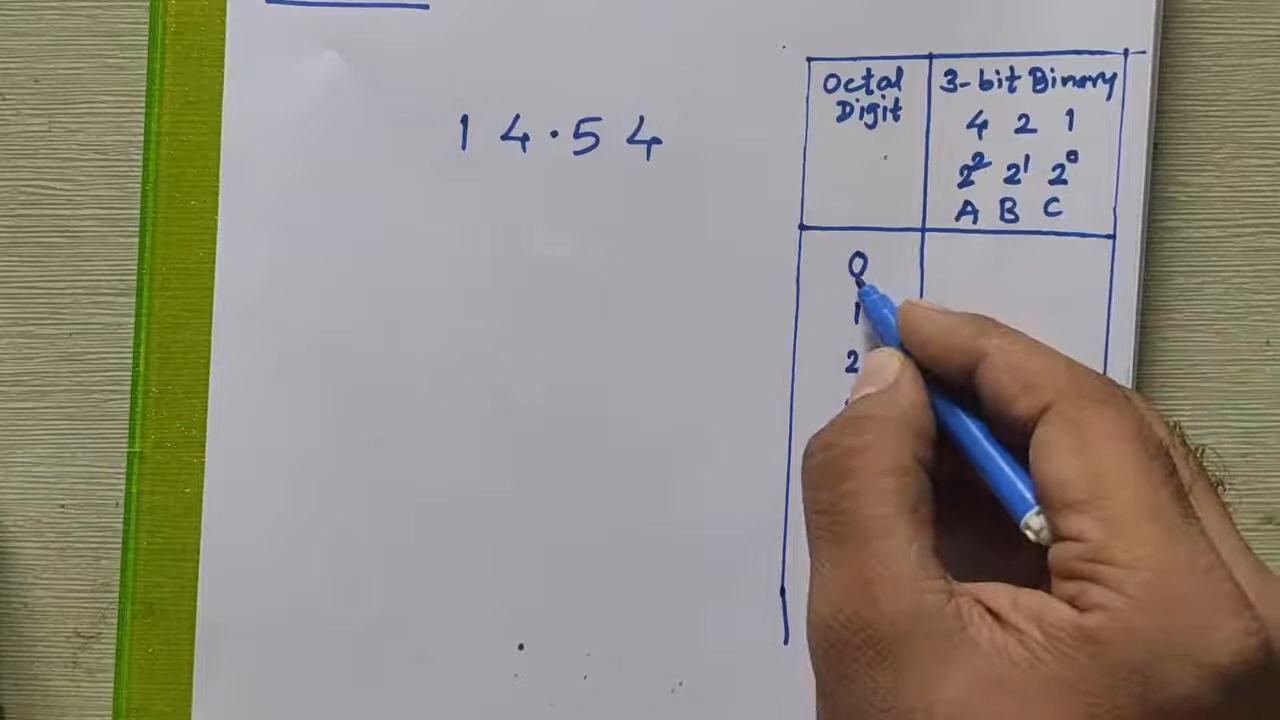 14.54
Octal
Digit
3-bit Binary
4 2 1
2² 2¹ 2⁰
A B C
0
1
2